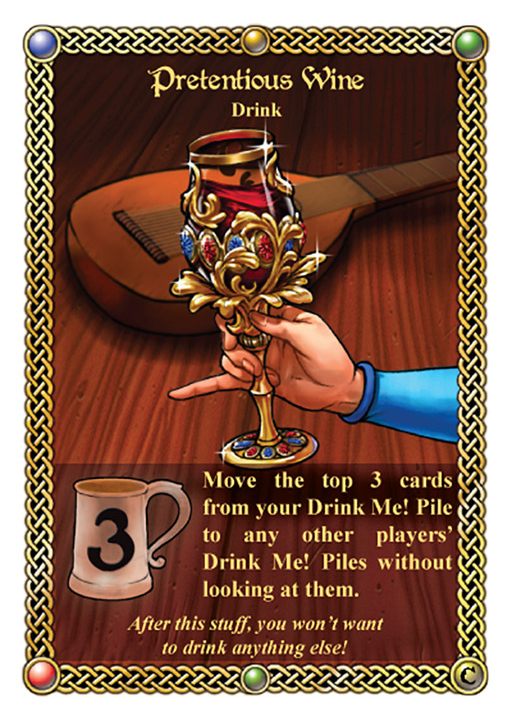 Pretentious Wine
Drink
3
Move the top 3 cards
from your Drink Me! Pile
to any other players'
Drink Me! Piles without
looking at them.
After this stuff, you won't want
to drink anything else!
C